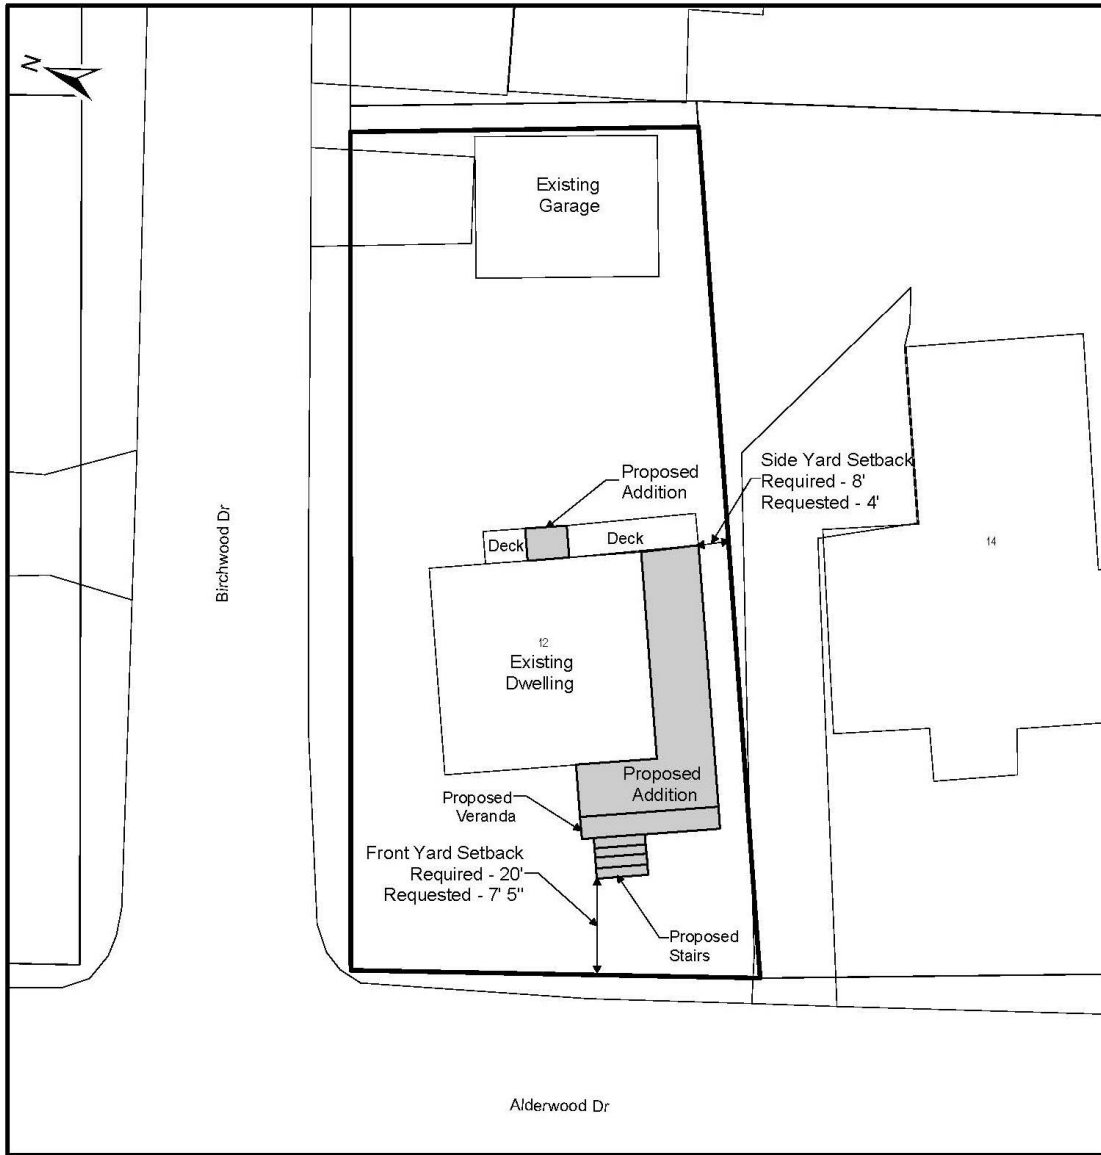 N
Existing
Garage
Side Yard Setback
Required - 8'
Requested - 4'
Proposed
Addition
Deck
Deck
14
Birchwood Dr
12
Existing
Dwelling
Proposed
Addition
Proposed
Veranda
Front Yard Setback
Required - 20'
Requested - 7' 5"
Proposed
Stairs
Alderwood Dr